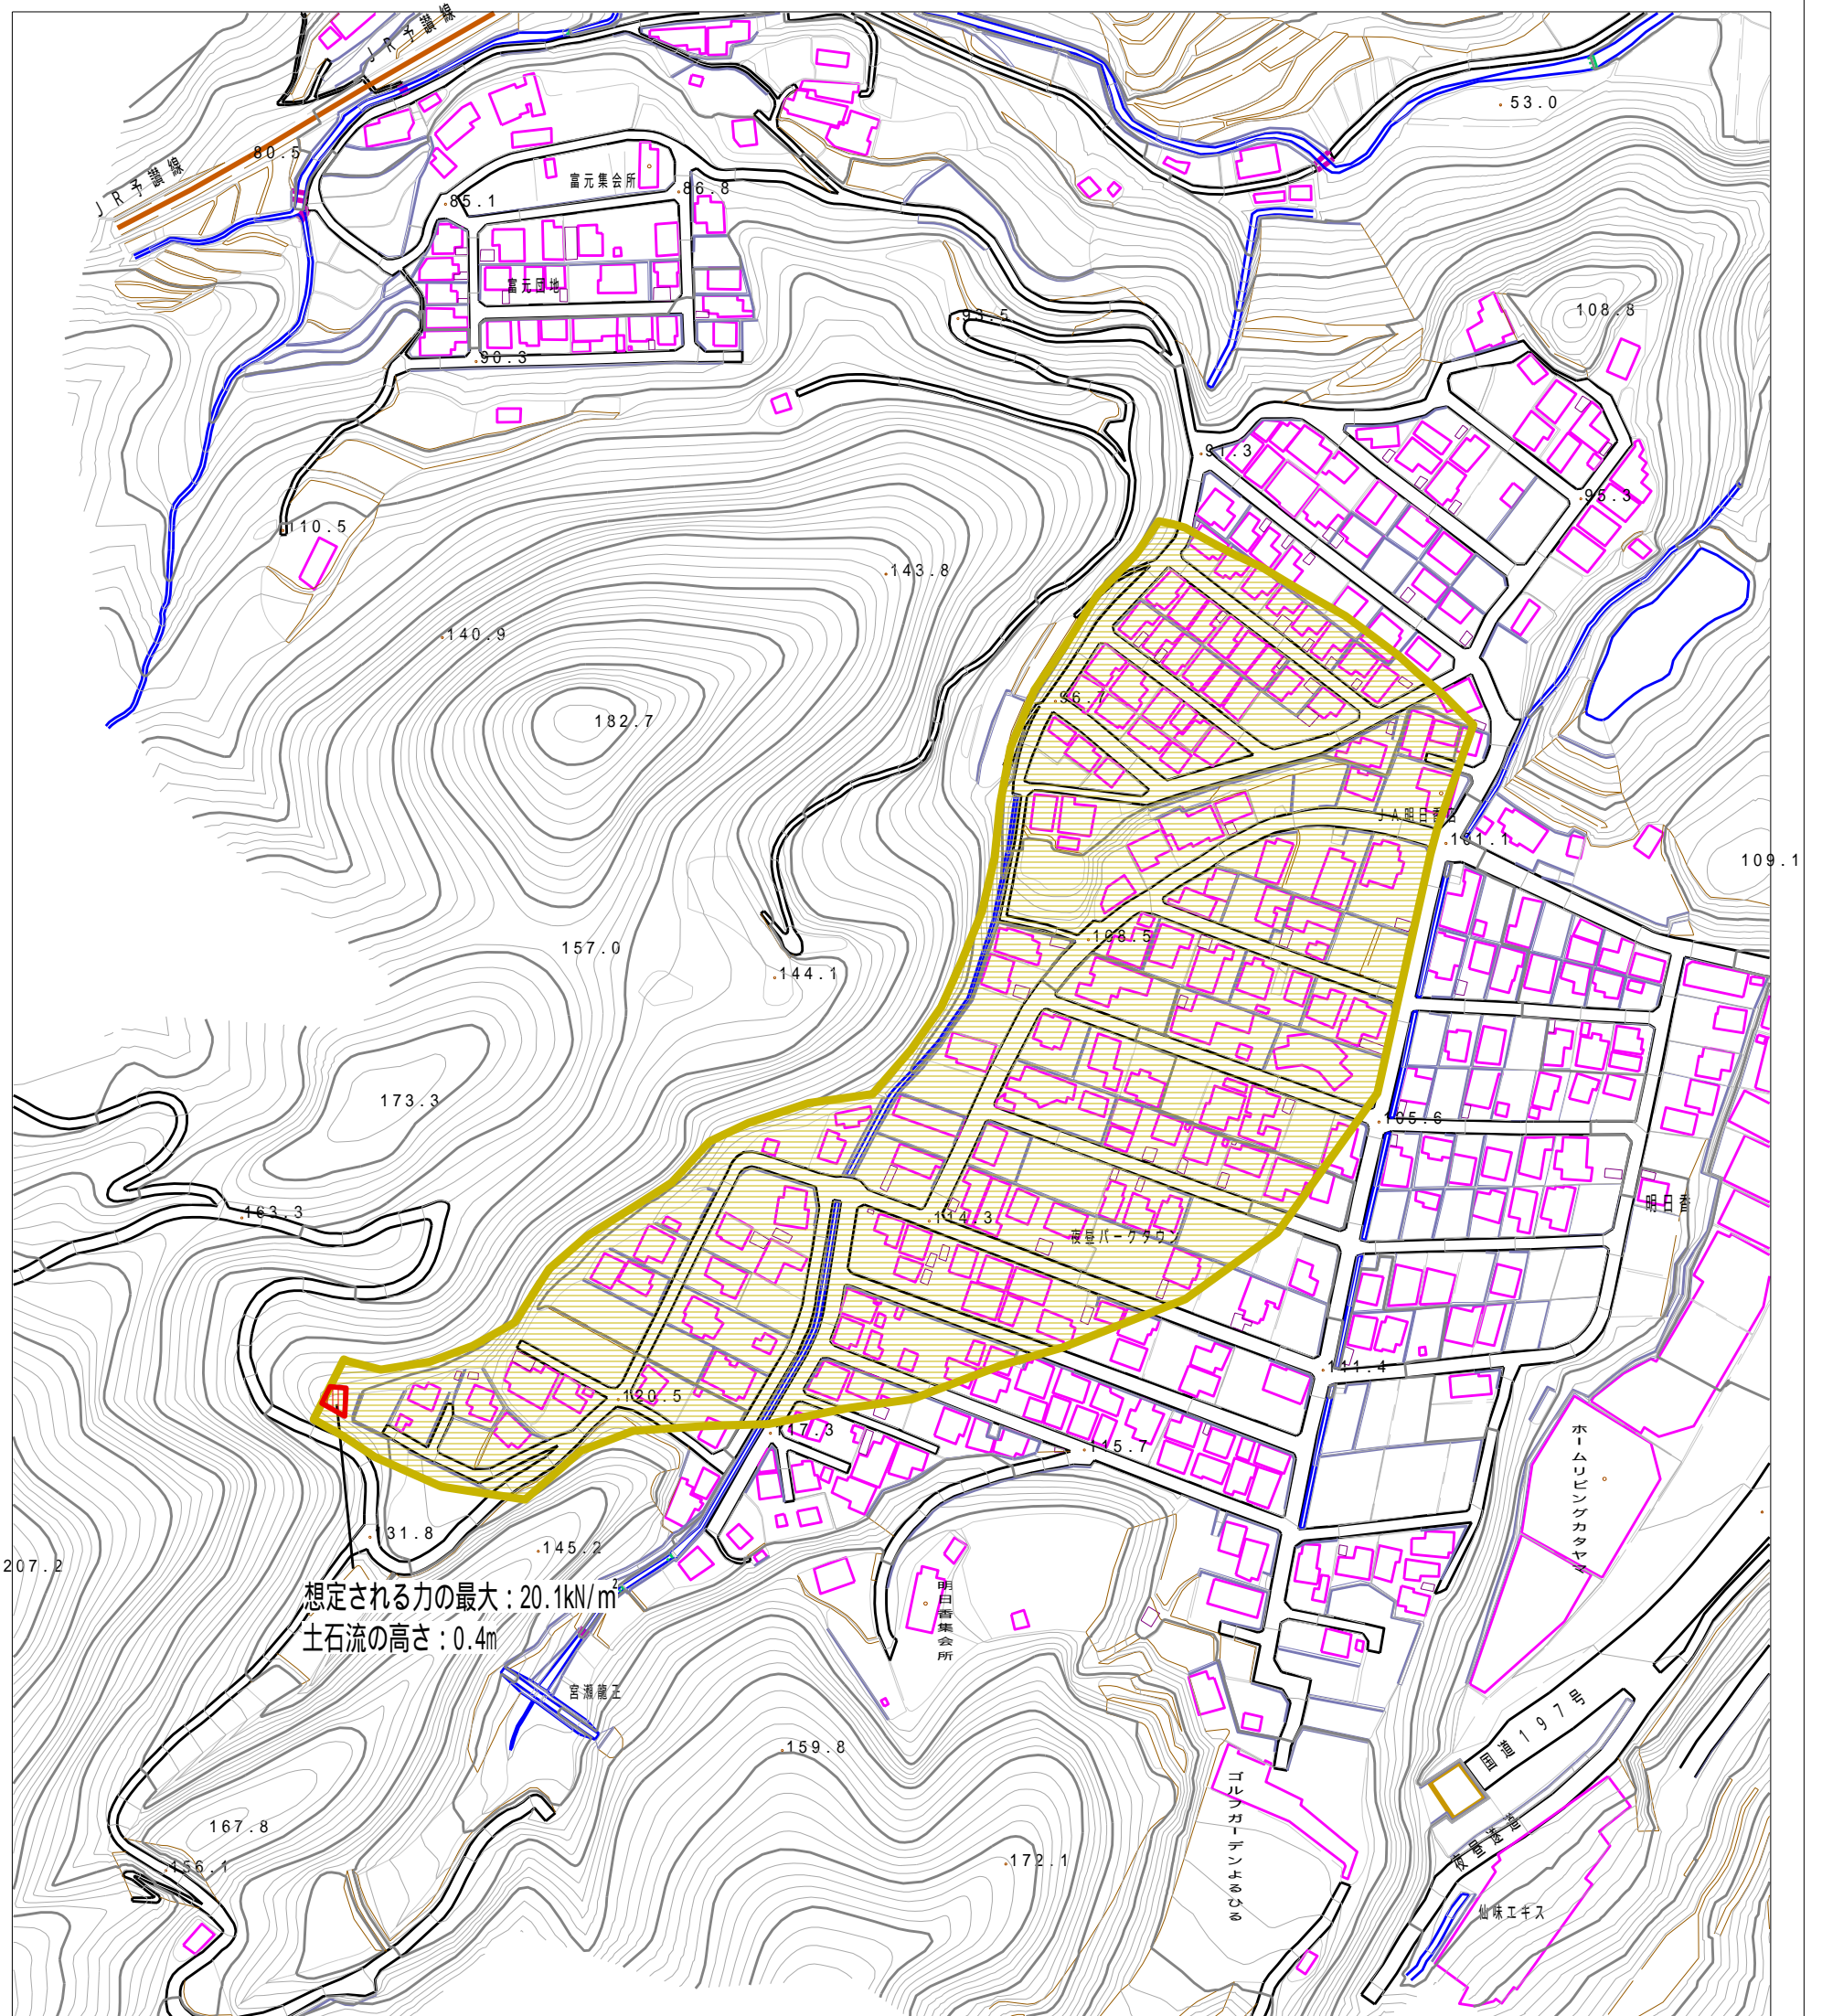 JR予讃線
53.0
80.5
JR予讃線
富元集会所
86.8
85.1
富元団地
108.8
93.5
90.3
91.3
95.3
110.5
143.8
140.9
96.7
182.7
JA明日香店
101.1
109.1
108.5
157.0
144.1
173.3
105.6
明日香
163.3
114.3
夜昼パークタウン
111.4
120.5
117.3
115.7
ホームリビングカタヤマ
131.8
145.2
207.2
想定される力の最大：20.1kN/m²
土石流の高さ：0.4m
明日香集会所
宮瀬龍王
国道197号
159.8
ゴルフガーデンよるひる
167.8
夜昼隧道
156.1
172.1
仙味エキス